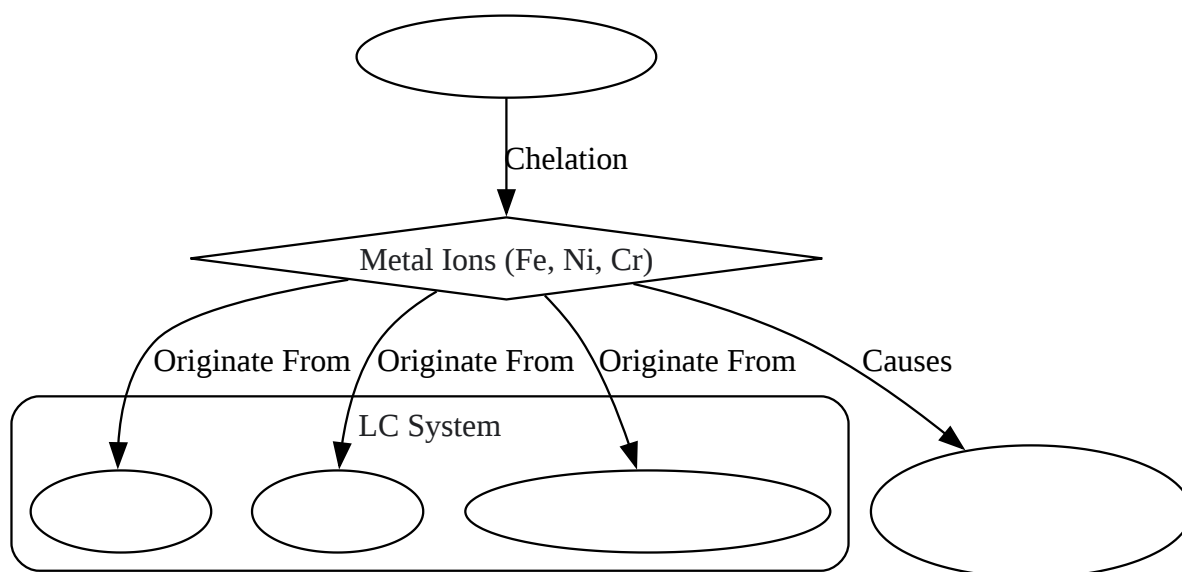 Chelation
Metal Ions (Fe, Ni, Cr)
Originate From
Originate From
Originate From
Causes
LC System